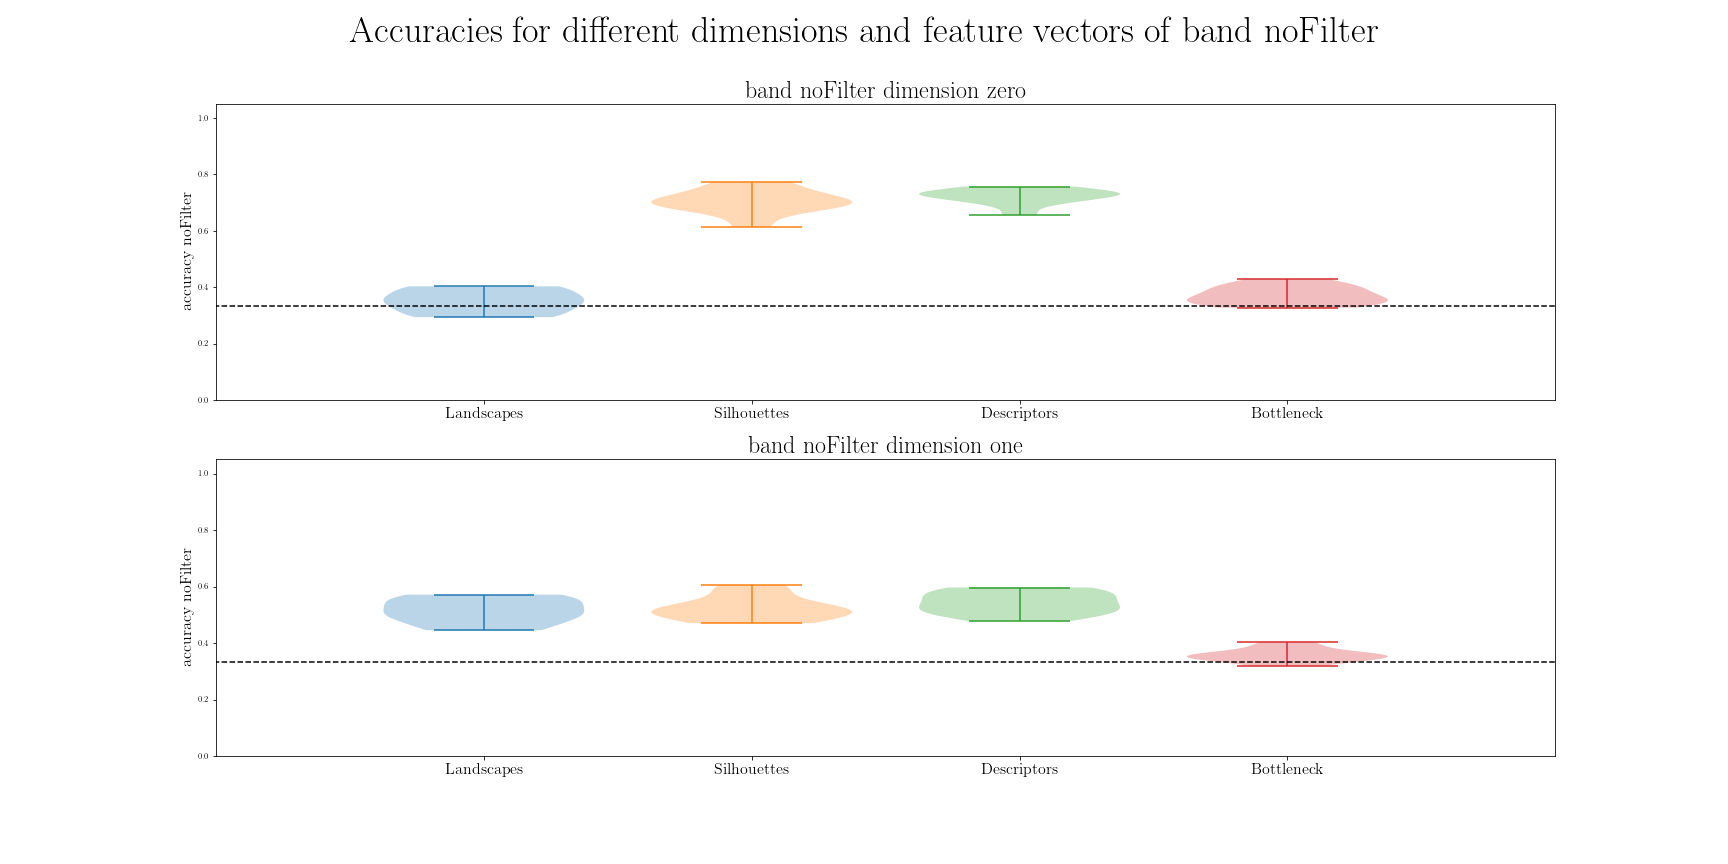 Accuracies for different dimensions and feature vectors of band noFilter
band noFilter dimension zero
accuracy noFilter
1.0
0.8
0.6
0.4
0.2
0.0
Landscapes Silhouettes Descriptors Bottleneck
band noFilter dimension one
accuracy noFilter
1.0
0.8
0.6
0.4
0.2
0.0
Landscapes Silhouettes Descriptors Bottleneck